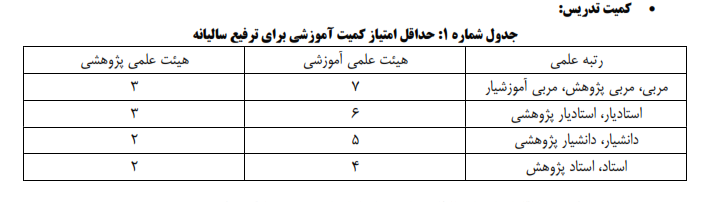 • کمیت تدریس:
جدول شماره ۱: حداقل امتیاز کمیت آموزشی برای ترفیع سالیانه
رتبه علمی هیئت علمی آموزشی هیئت علمی پژوهشی
مربی، مربی پژوهش، مربی آموزشیار ۷ ۳
استادیار، استادیار پژوهشی ۶ ۳
دانشیار، دانشیار پژوهشی ۵ ۲
استاد، استاد پژوهش ۴ ۲